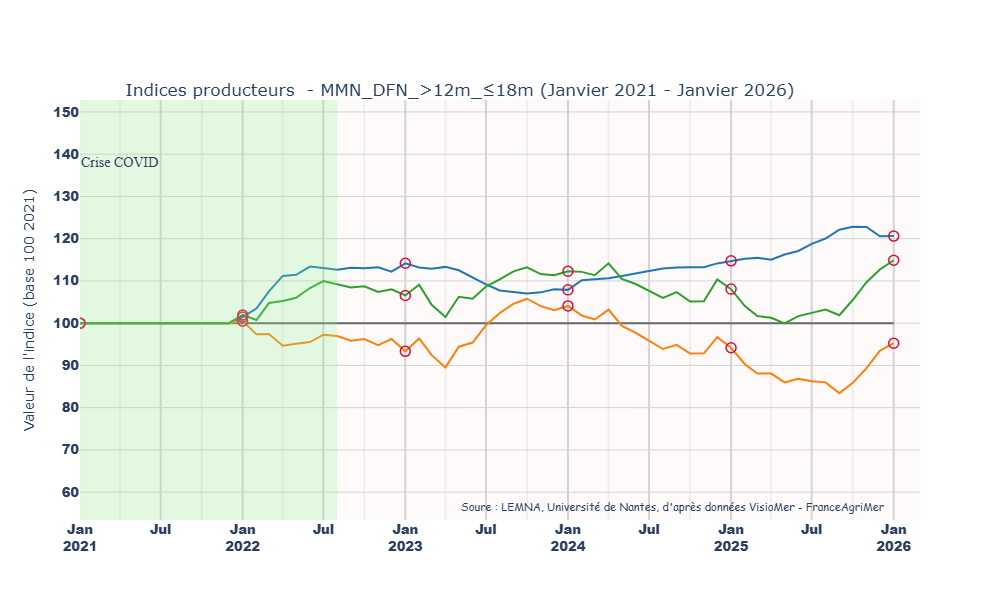 Indices producteurs  - MMN_DFN_>12m_≤18m (Janvier 2021 - Janvier 2026)
150
140
Crise COVID
130
120
110
100
90
80
70
60
Valeur de l'indice (base 100 2021)
Soure : LEMNA, Université de Nantes, d'après données VisioMer - FranceAgriMer
Jan Jul Jan Jul Jan Jul Jan Jul Jan Jul Jan
2021 2022 2023 2024 2025 2026